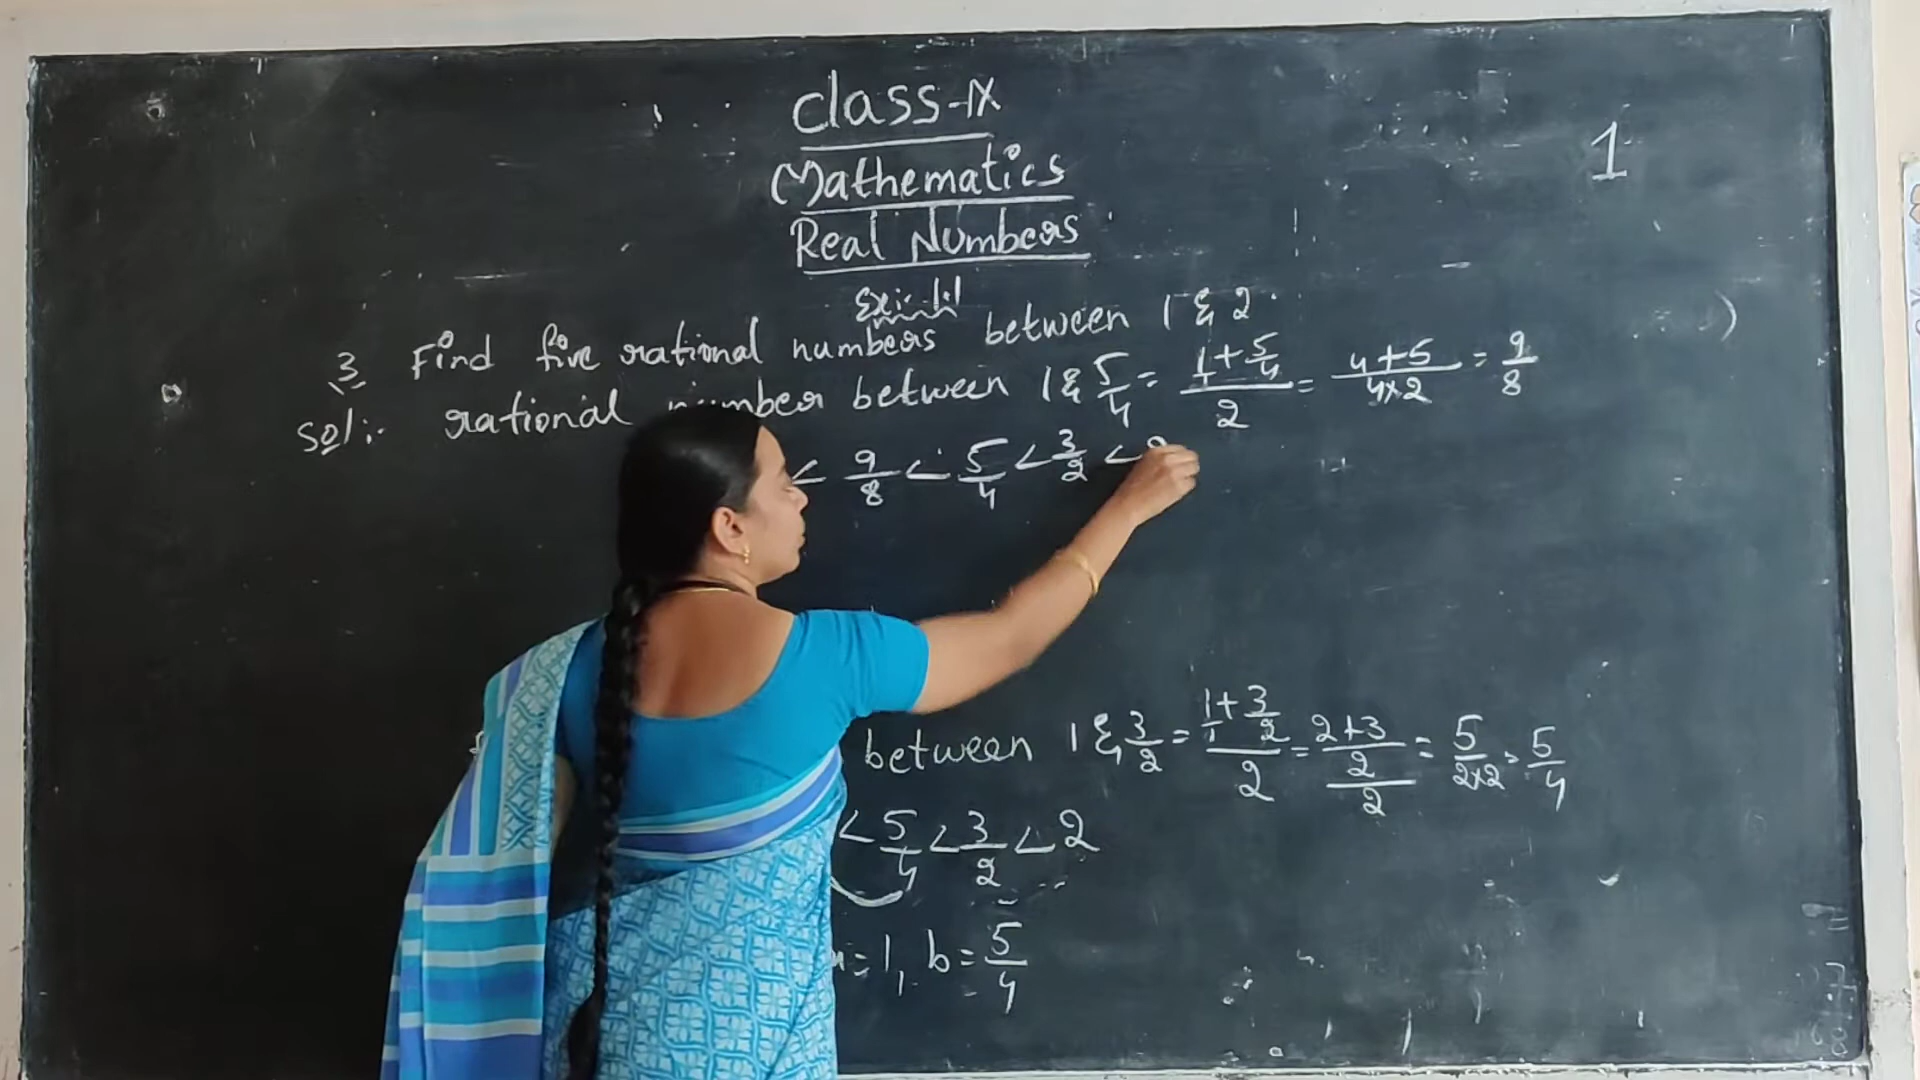 Class-IX
Mathematics
Real Numbers
Ex:- 1.1
1
3. Find five rational numbers between 1 & 2.
Sol:- rational number between 1 & 5/4 = (1/1 + 5/4)/2 = (4+5)/(4×2) = 9/8
< 9/8 < 5/4 < 3/2 < 2
between 1 & 3/2 = (1/1 + 3/2)/2 = ((2+3)/2)/2 = 5/(2×2) = 5/4
< 5/4 < 3/2 < 2
a = 1, b = 5/4